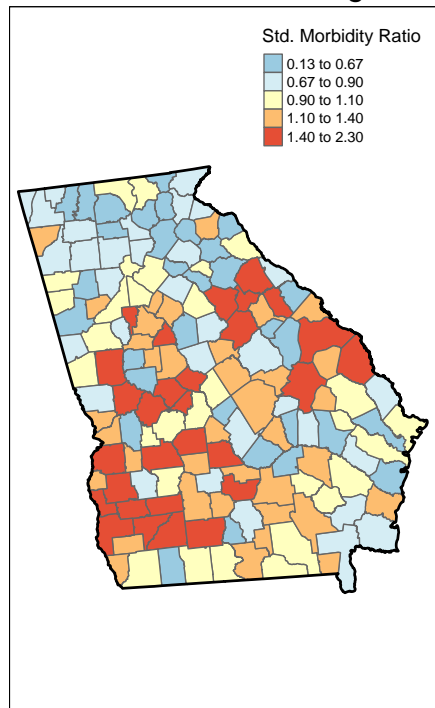 Std. Morbidity Ratio
0.13 to 0.67
0.67 to 0.90
0.90 to 1.10
1.10 to 1.40
1.40 to 2.30